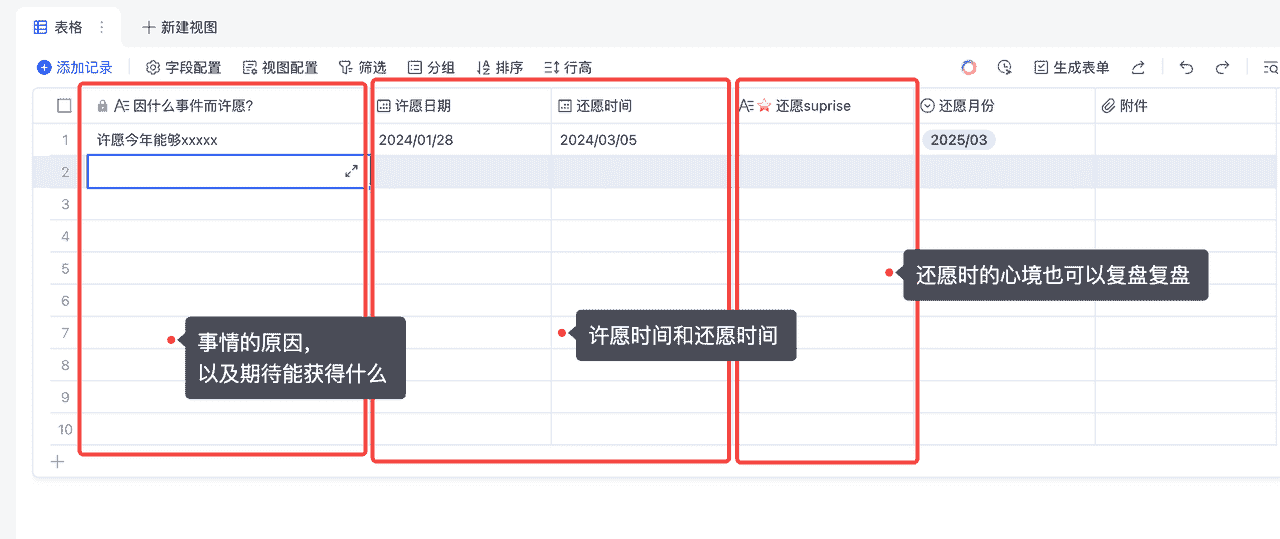 表格
新建视图
添加记录 字段配置 视图配置 筛选 分组 排序 行高 生成表单
因什么事件而许愿? 许愿日期 还愿时间 还愿suprise 还愿月份 附件
1 许愿今年能够xxxxx 2024/01/28 2024/03/05 2025/03
2
3
4
5
还愿时的心境也可以复盘复盘
6
7
许愿时间和还愿时间
事情的原因，
以及期待能获得什么
8
9
10